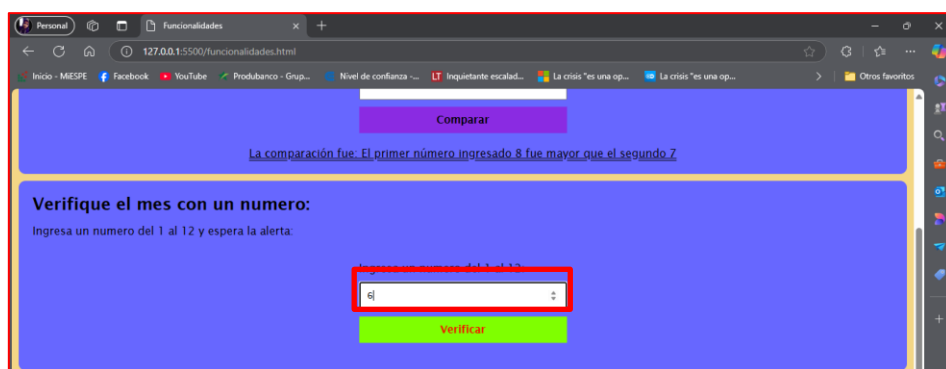 Personal
Funcionalidades
127.0.0.1:5500/funcionalidades.html
Inicio - MiESPE
Facebook
YouTube
Produbanco - Grup...
Nivel de confianza -...
LT Inquietante escalad...
La crisis "es una op...
La crisis "es una op...
Otros favoritos
Comparar
La comparación fue: El primer número ingresado 8 fue mayor que el segundo 7
Verifique el mes con un numero:
Ingresa un numero del 1 al 12 y espera la alerta:
Ingresa un numero del 1 al 12:
6
Verificar